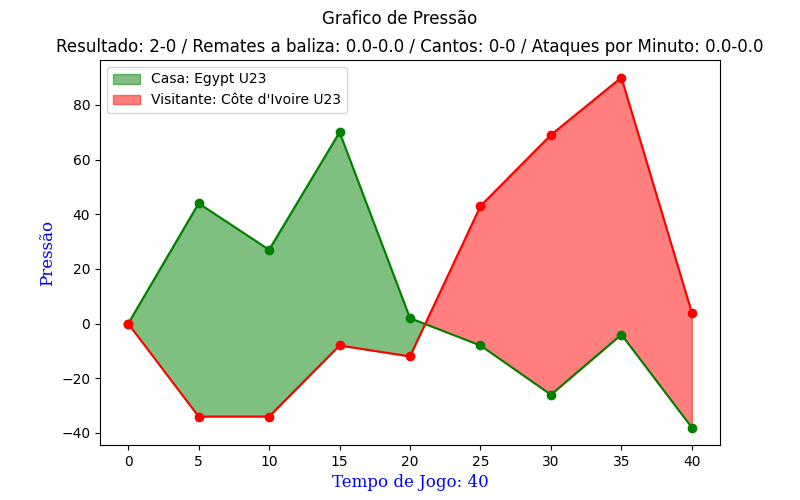 Grafico de Pressão
Resultado: 2-0 / Remates a baliza: 0.0-0.0 / Cantos: 0-0 / Ataques por Minuto: 0.0-0.0
Casa: Egypt U23
Visitante: Côte d'Ivoire U23
Pressão
80
60
40
20
0
−20
−40
0 5 10 15 20 25 30 35 40
Tempo de Jogo: 40